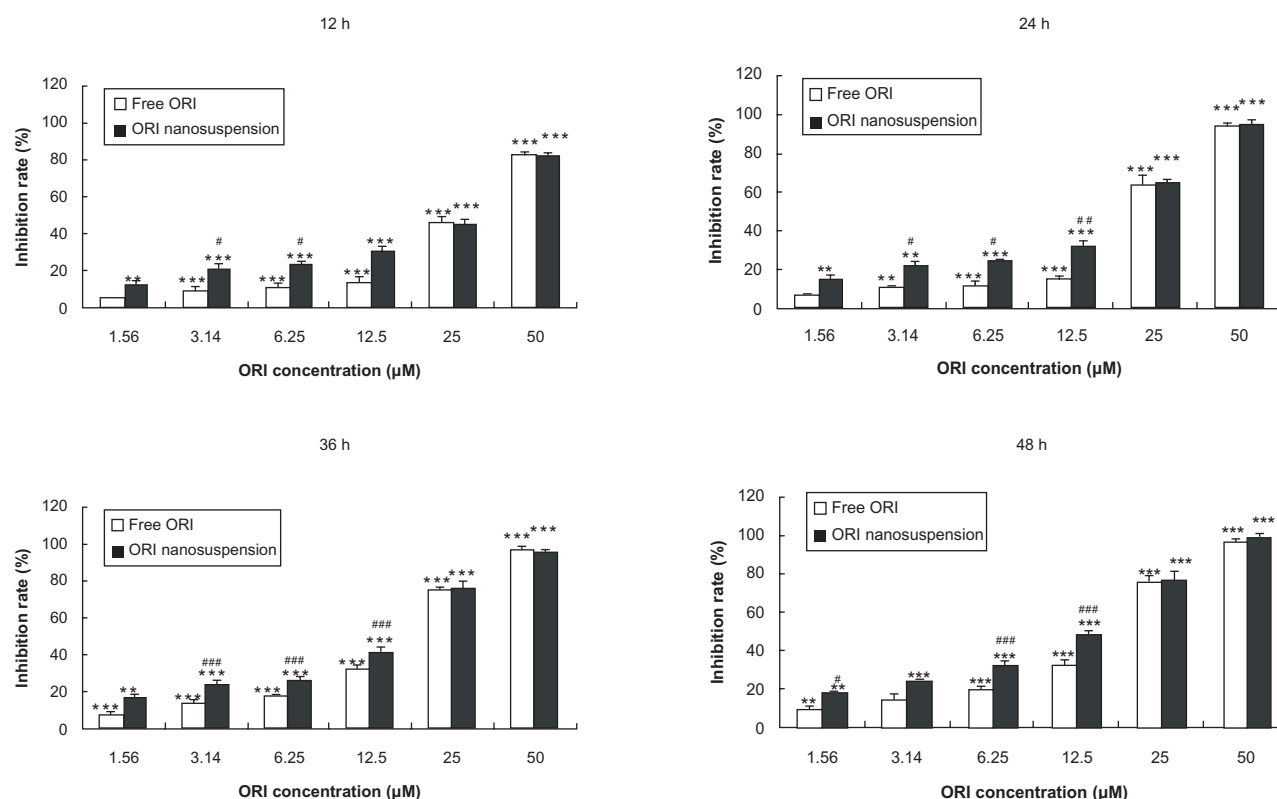 12 h
120
100
80
60
40
20
0
Inhibition rate (%)
Free ORI
ORI nanosuspension
** 
*** # ***
*** # ***
*** ***
*** ***
*** ***
1.56 3.14 6.25 12.5 25 50
ORI concentration (µM)
24 h
120
100
80
60
40
20
0
Inhibition rate (%)
Free ORI
ORI nanosuspension
**
** # **
*** # ***
*** ## ***
*** ***
*** ***
1.56 3.14 6.25 12.5 25 50
ORI concentration (µM)
36 h
120
100
80
60
40
20
0
Inhibition rate (%)
Free ORI
ORI nanosuspension
*** **
*** ### ***
*** ### ***
*** ### ***
*** ***
*** ***
1.56 3.14 6.25 12.5 25 50
ORI concentration (µM)
48 h
120
100
80
60
40
20
0
Inhibition rate (%)
Free ORI
ORI nanosuspension
** # **
***
*** ### ***
*** ### ***
*** ***
*** ***
1.56 3.14 6.25 12.5 25 50
ORI concentration (µM)